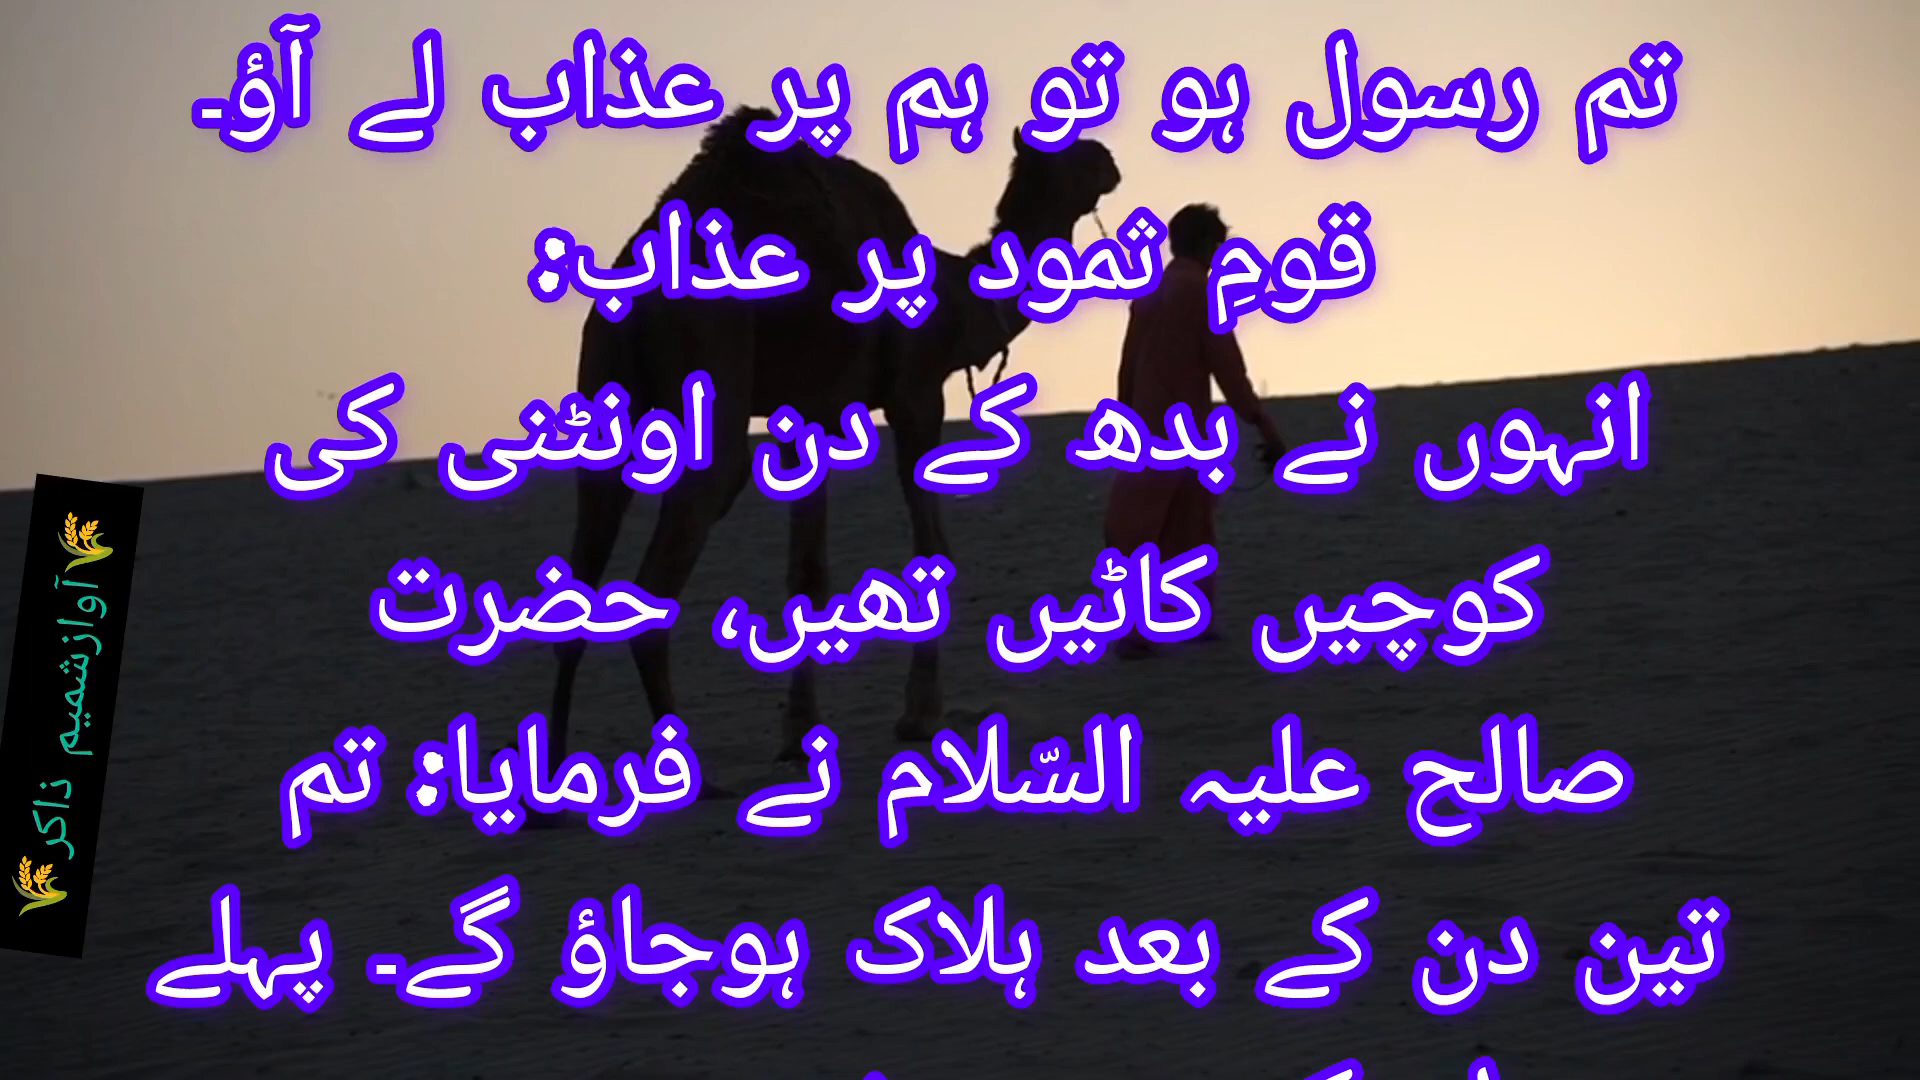 تم رسول ہو تو ہم پر عذاب لے آؤ۔
قومِ ثمود پر عذاب:
انہوں نے بدھ کے دن اونٹنی کی
کوچیں کاٹیں تھیں، حضرت
صالح علیہ السّلام نے فرمایا: تم
تین دن کے بعد ہلاک ہوجاؤ گے۔ پہلے
🌾آوازشمیم ذاکر🌾